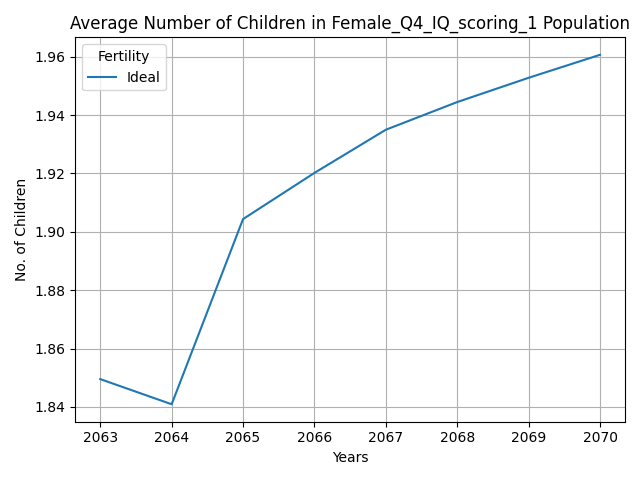 Average Number of Children in Female_Q4_IQ_scoring_1 Population
Fertility
Ideal
No. of Children
1.96
1.94
1.92
1.90
1.88
1.86
1.84
2063 2064 2065 2066 2067 2068 2069 2070
Years